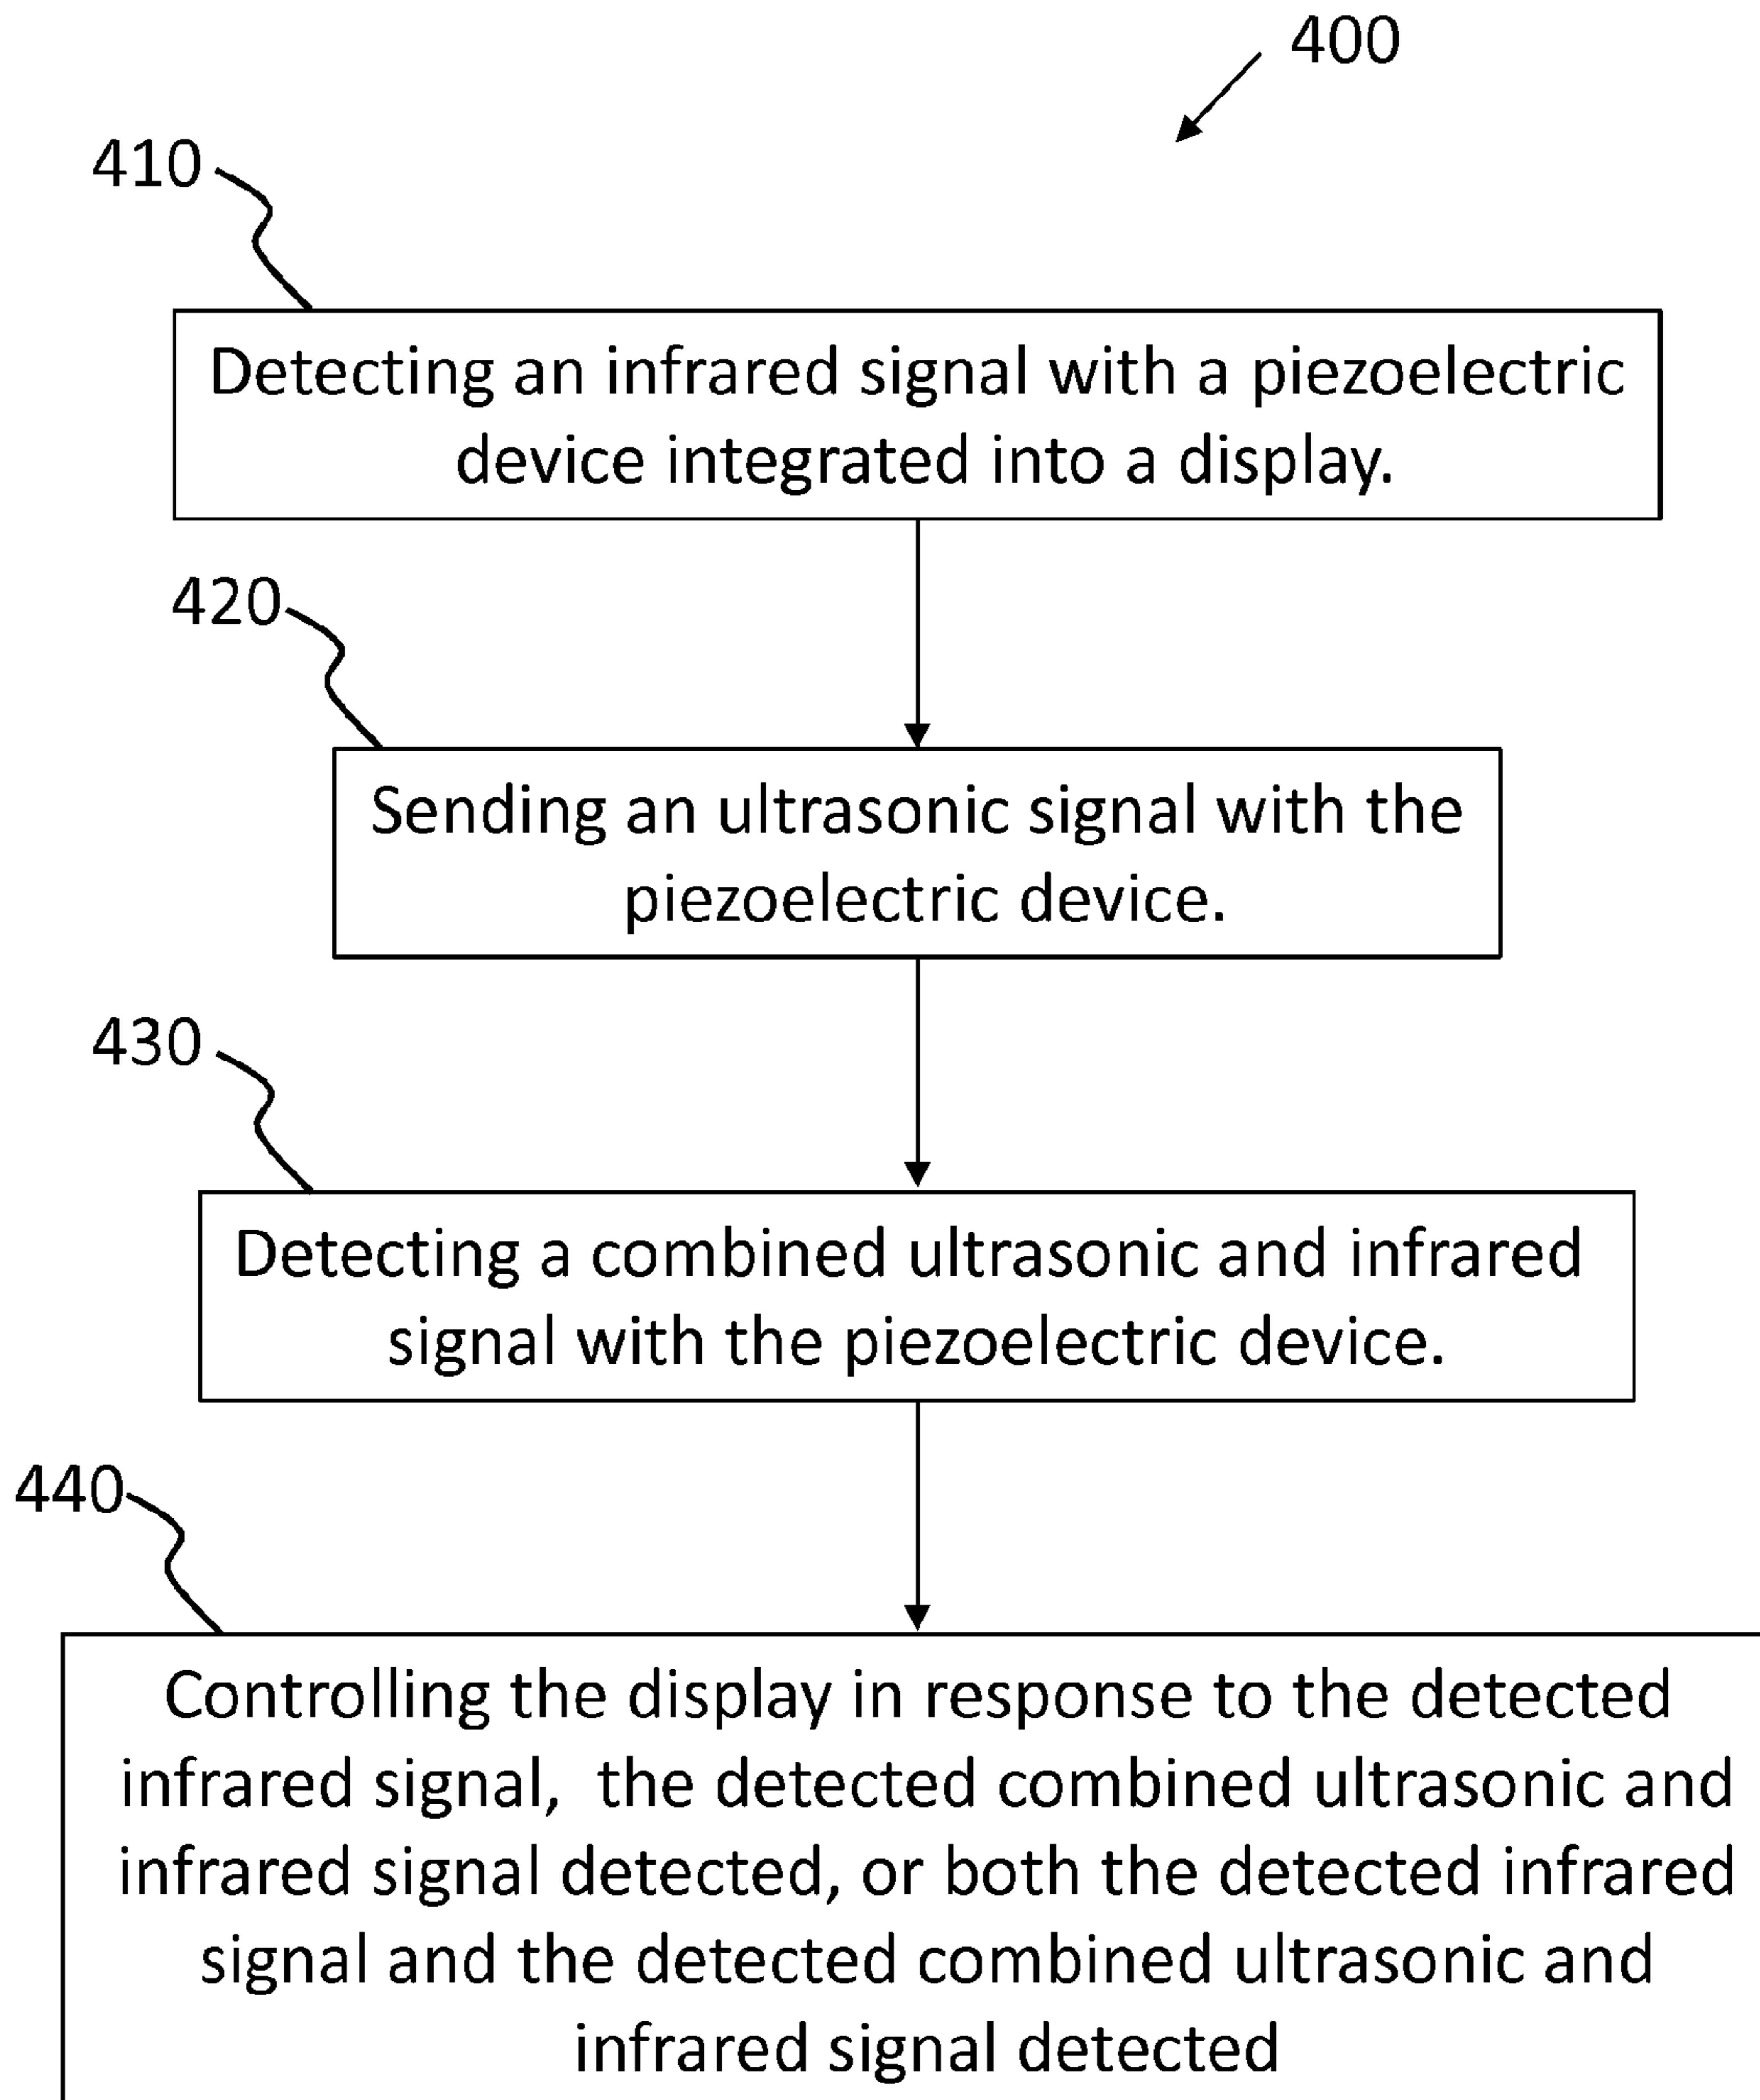 400
410
Detecting an infrared signal with a piezoelectric
device integrated into a display.
420
Sending an ultrasonic signal with the
piezoelectric device.
430
Detecting a combined ultrasonic and infrared
signal with the piezoelectric device.
440
Controlling the display in response to the detected
infrared signal,  the detected combined ultrasonic and
infrared signal detected, or both the detected infrared
signal and the detected combined ultrasonic and
infrared signal detected